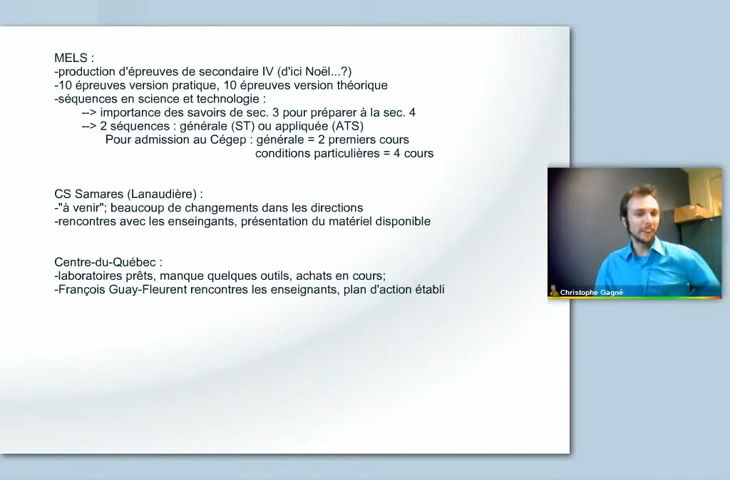 MELS :
-production d'épreuves de secondaire IV (d'ici Noël...?)
-10 épreuves version pratique, 10 épreuves version théorique
-séquences en science et technologie :
--> importance des savoirs de sec. 3 pour préparer à la sec. 4
--> 2 séquences : générale (ST) ou appliquée (ATS)
Pour admission au Cégep : générale = 2 premiers cours
conditions particulières = 4 cours
CS Samares (Lanaudière) :
-"à venir"; beaucoup de changements dans les directions
-rencontres avec les enseingants, présentation du matériel disponible
Centre-du-Québec :
-laboratoires prêts, manque quelques outils, achats en cours;
-François Guay-Fleurent rencontres les enseignants, plan d'action établi
Christophe Gagné